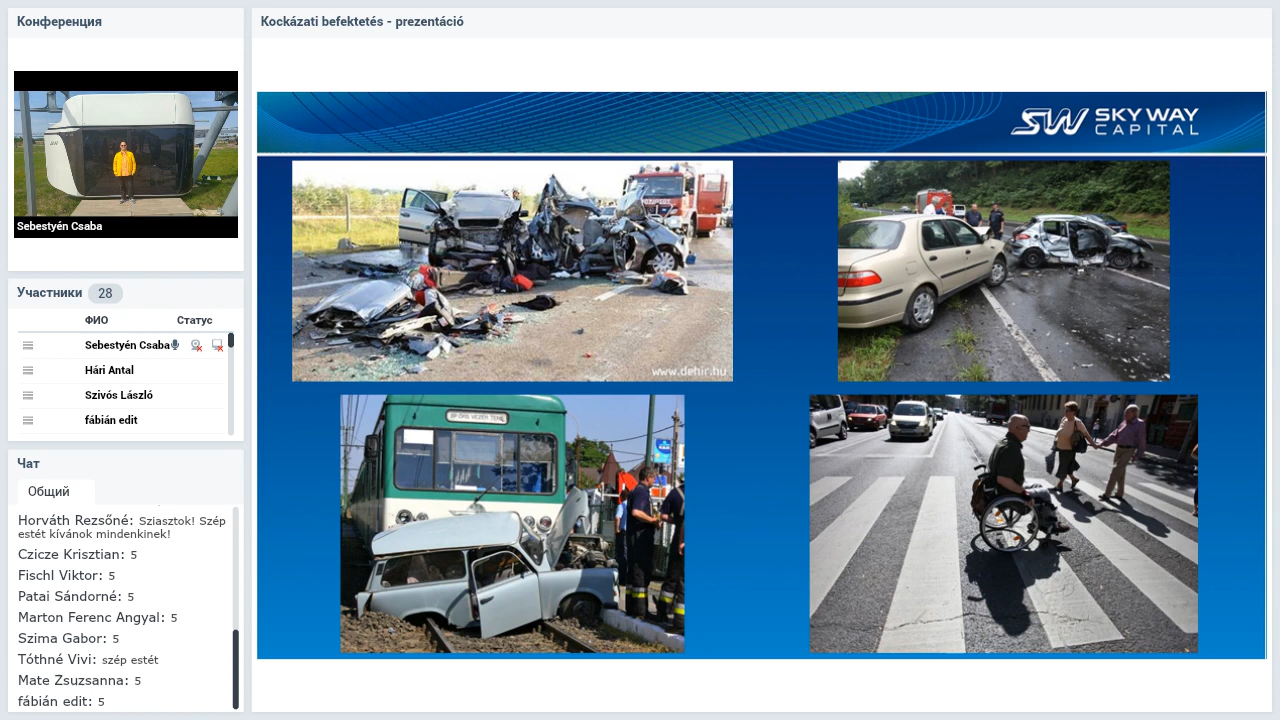 Конференция
Sebestyén Csaba
Участники 28
ФИО Статус
Sebestyén Csaba
Hári Antal
Szivós László
fábián edit
Чат
Общий
Horváth Rezsőné: Sziasztok! Szép
estét kívánok mindenkinek!
Czicze Krisztian: 5
Fischl Viktor: 5
Patai Sándorné: 5
Marton Ferenc Angyal: 5
Szima Gabor: 5
Tóthné Vivi: szép estét
Mate Zsuzsanna: 5
fábián edit: 5
Kockázati befektetés - prezentáció
SW SKY WAY
CAPITAL
www.dehir.hu